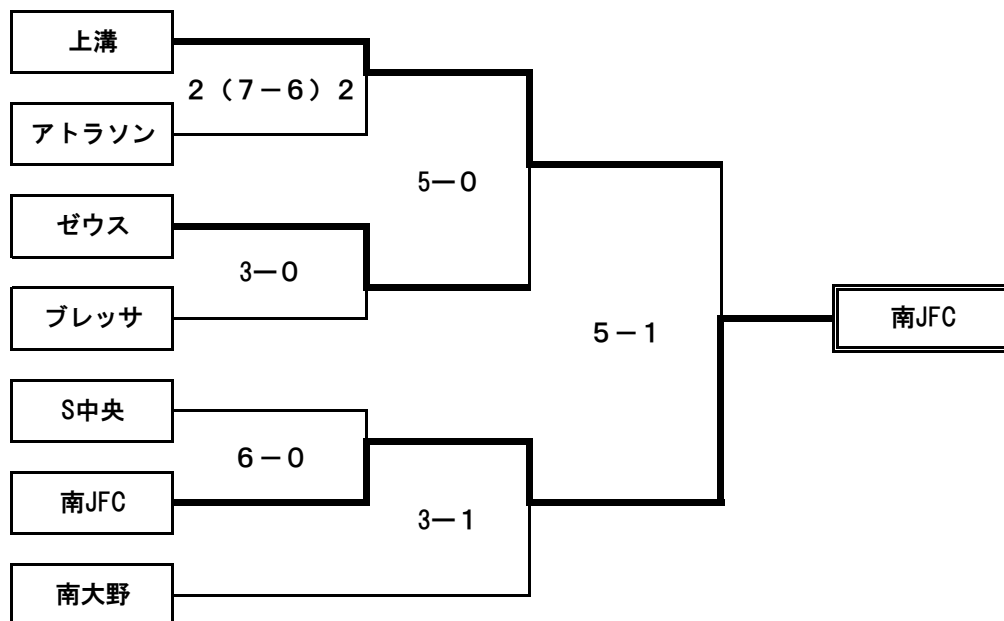 上溝
2（7－6）2
アトラソン
5－0
ゼウス
3－0
ブレッサ
5－1
南JFC
S中央
6－0
南JFC
3－1
南大野